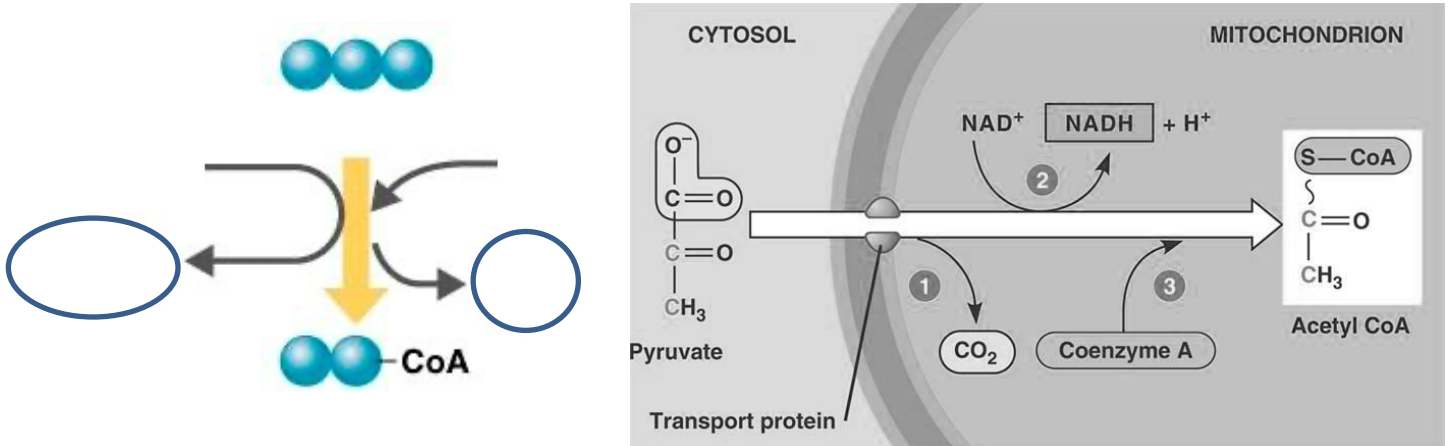 CoA
CYTOSOL
MITOCHONDRION
NAD⁺ NADH + H⁺
O⁻
C=O
C=O
CH₃
Pyruvate
2
1
3
CO₂
Coenzyme A
S—CoA
C=O
CH₃
Acetyl CoA
Transport protein